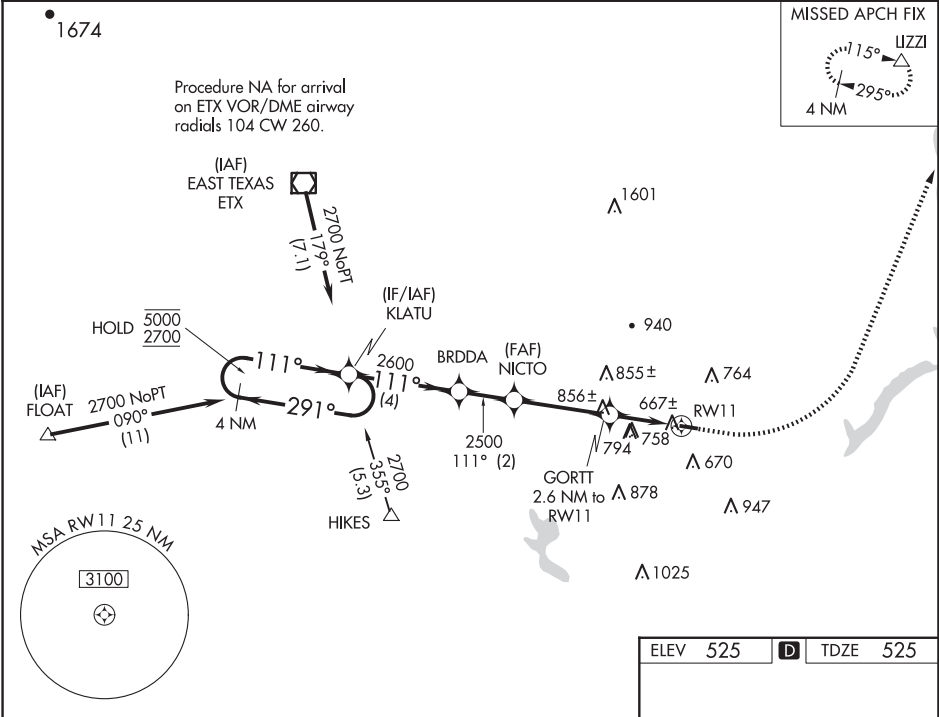 1674
MISSED APCH FIX
LIZZI
115°
295°
4 NM
Procedure NA for arrival
on ETX VOR/DME airway
radials 104 CW 260.
(IAF)
EAST TEXAS
ETX
2700 NoPT
179°
(7.1)
1601
(IF/IAF)
KLATU
HOLD 5000
2700
940
BRDDA
(FAF)
NICTO
111°
2600
111°
(4)
855±
764
(IAF)
FLOAT
2700 NoPT
090°
(11)
291°
4 NM
856±
667±
RW11
2500
111° (2)
794
758
670
2700
355°
(5.3)
HIKES
GORTT
2.6 NM to
RW11
878
947
1025
MSA RW11 25 NM
3100
ELEV 525 D TDZE 525